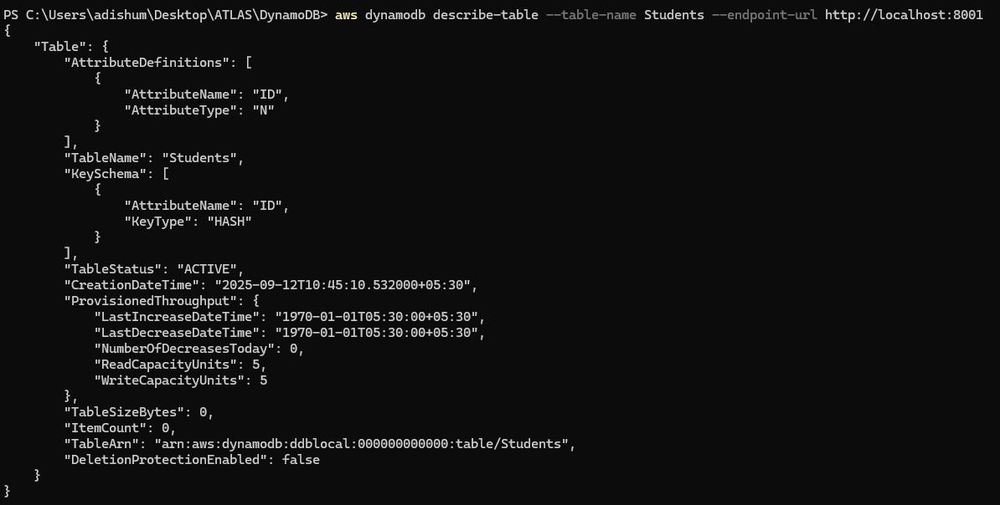 PS C:\Users\adishum\Desktop\ATLAS\DynamoDB> aws dynamodb describe-table --table-name Students --endpoint-url http://localhost:8001
{
    "Table": {
        "AttributeDefinitions": [
            {
                "AttributeName": "ID",
                "AttributeType": "N"
            }
        ],
        "TableName": "Students",
        "KeySchema": [
            {
                "AttributeName": "ID",
                "KeyType": "HASH"
            }
        ],
        "TableStatus": "ACTIVE",
        "CreationDateTime": "2025-09-12T10:45:10.532000+05:30",
        "ProvisionedThroughput": {
            "LastIncreaseDateTime": "1970-01-01T05:30:00+05:30",
            "LastDecreaseDateTime": "1970-01-01T05:30:00+05:30",
            "NumberOfDecreasesToday": 0,
            "ReadCapacityUnits": 5,
            "WriteCapacityUnits": 5
        },
        "TableSizeBytes": 0,
        "ItemCount": 0,
        "TableArn": "arn:aws:dynamodb:ddblocal:000000000000:table/Students",
        "DeletionProtectionEnabled": false
    }
}